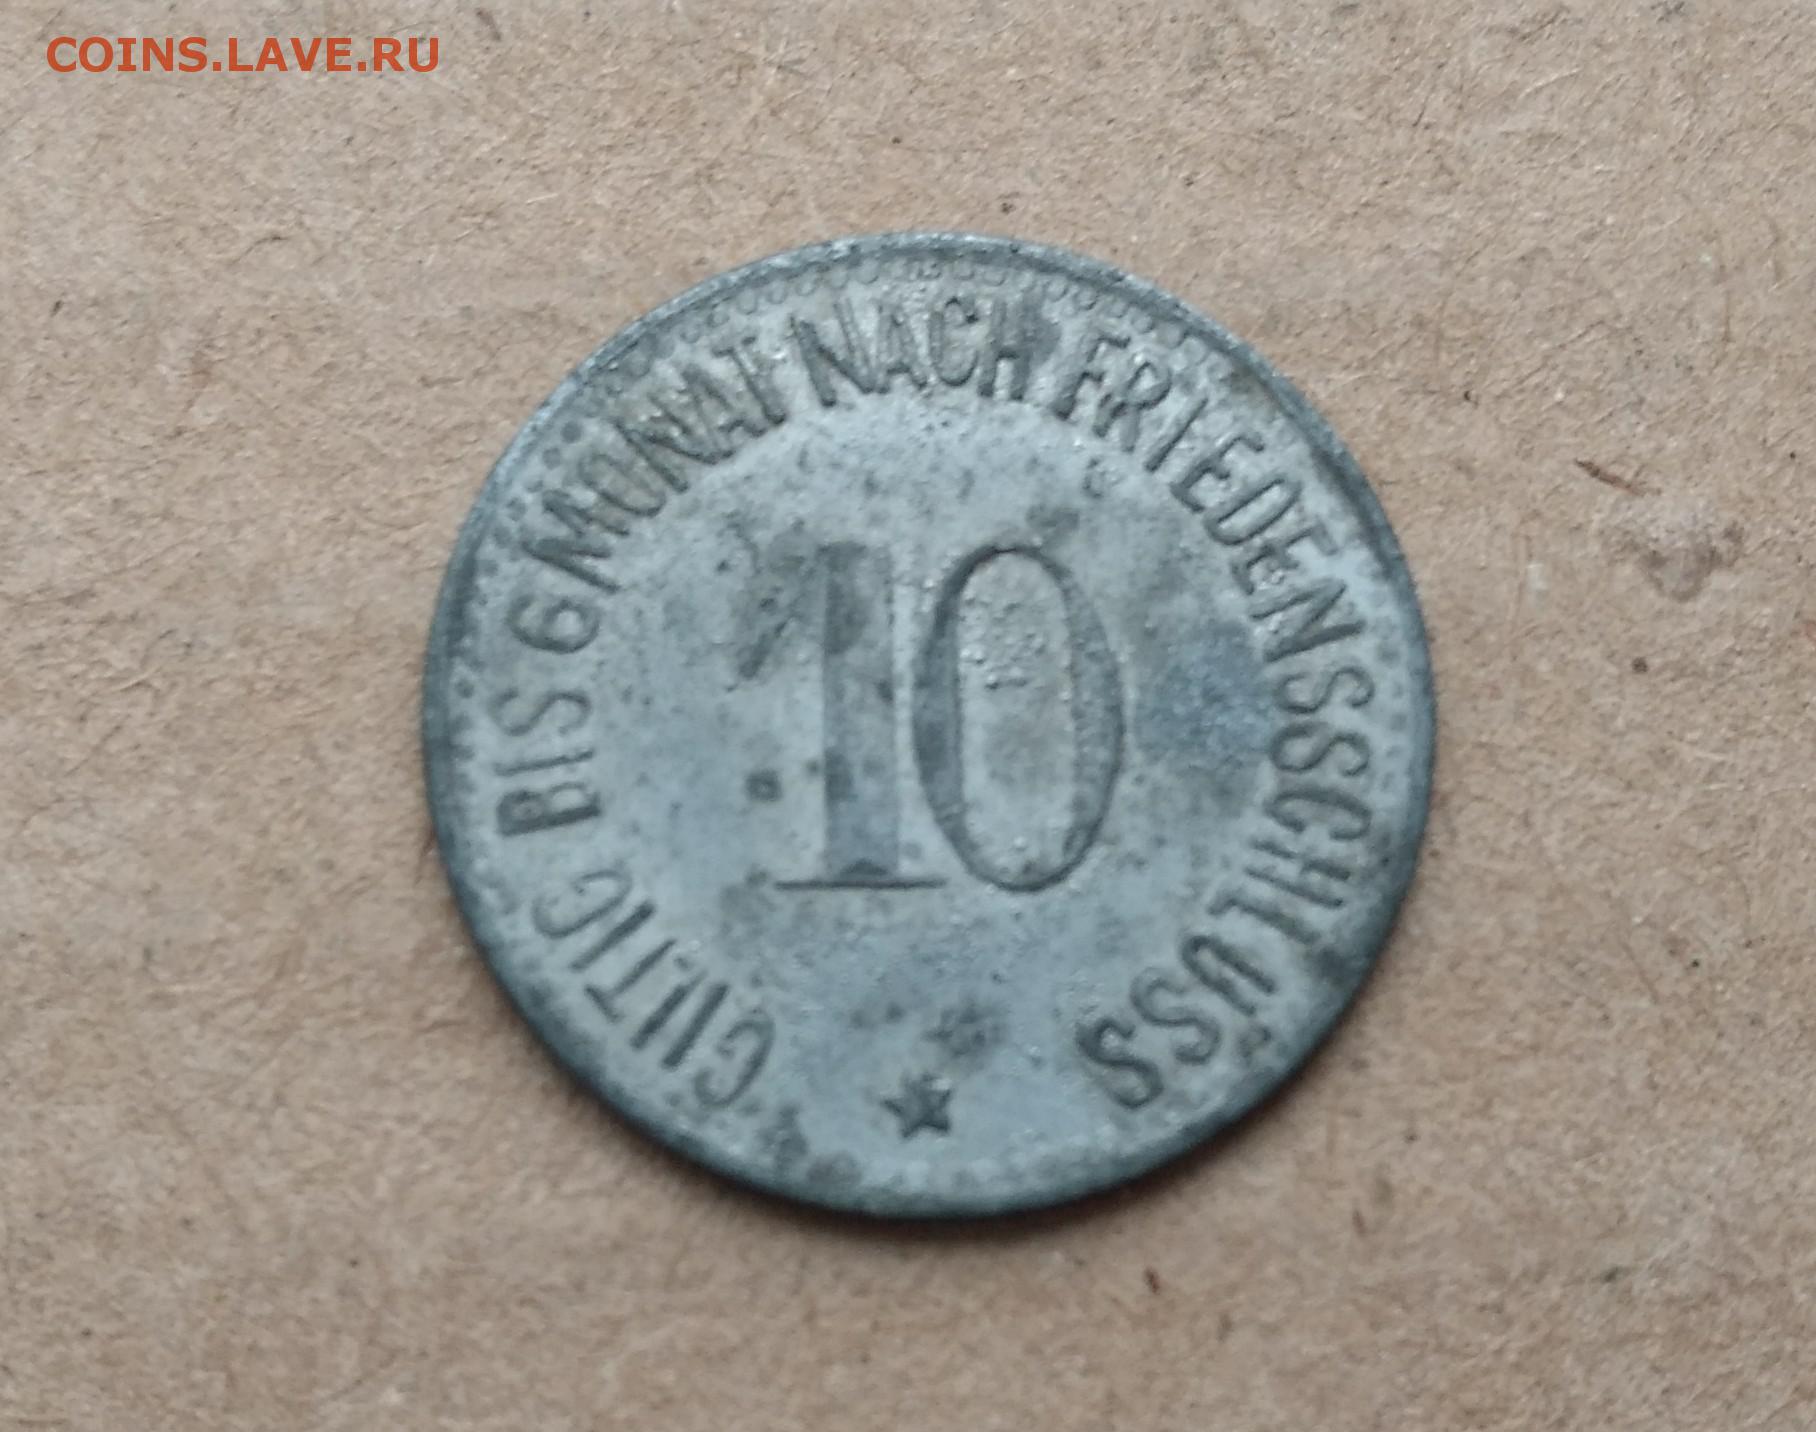 COINS.LAVE.RU
GILTIG BIS 6 MONAT NACH FRIEDENSSCHLUSS
10